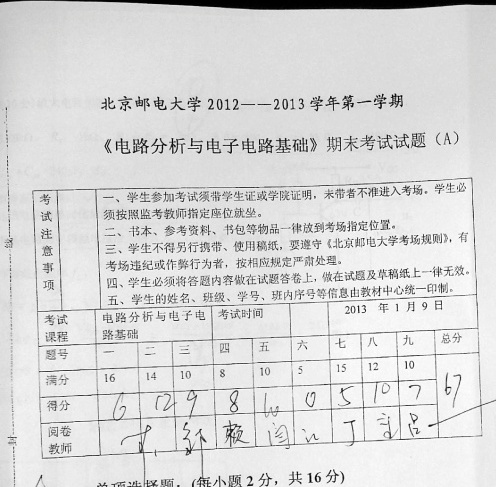 北京邮电大学 2012——2013 学年第一学期
《电路分析与电子电路基础》期末考试试题（A）
考试注意事项
一、学生参加考试须带学生证或学院证明，未带者不准进入考场。学生必
须按照监考教师指定座位就坐。
二、书本、参考资料、书包等物品一律放到考场指定位置。
三、学生不得另行携带、使用稿纸，要遵守《北京邮电大学考场规则》，有
考场违纪或作弊行为者，按相应规定严肃处理。
四、学生必须将答题内容做在试题答卷上，做在试题及草稿纸上一律无效。
五、学生的姓名、班级、学号、班内序号等信息由教材中心统一印制。
考试课程 电路分析与电子电路基础 考试时间 2013 年 1 月 9 日
题号 一 二 三 四 五 六 七 八 九 总分
满分 16 14 10 8 10 5 15 12 10
得分 6 12 9 8 10 0 5 10 7 67
阅卷教师 赖 闫 丁 吕
单项选择题：(每小题 2 分，共 16 分)